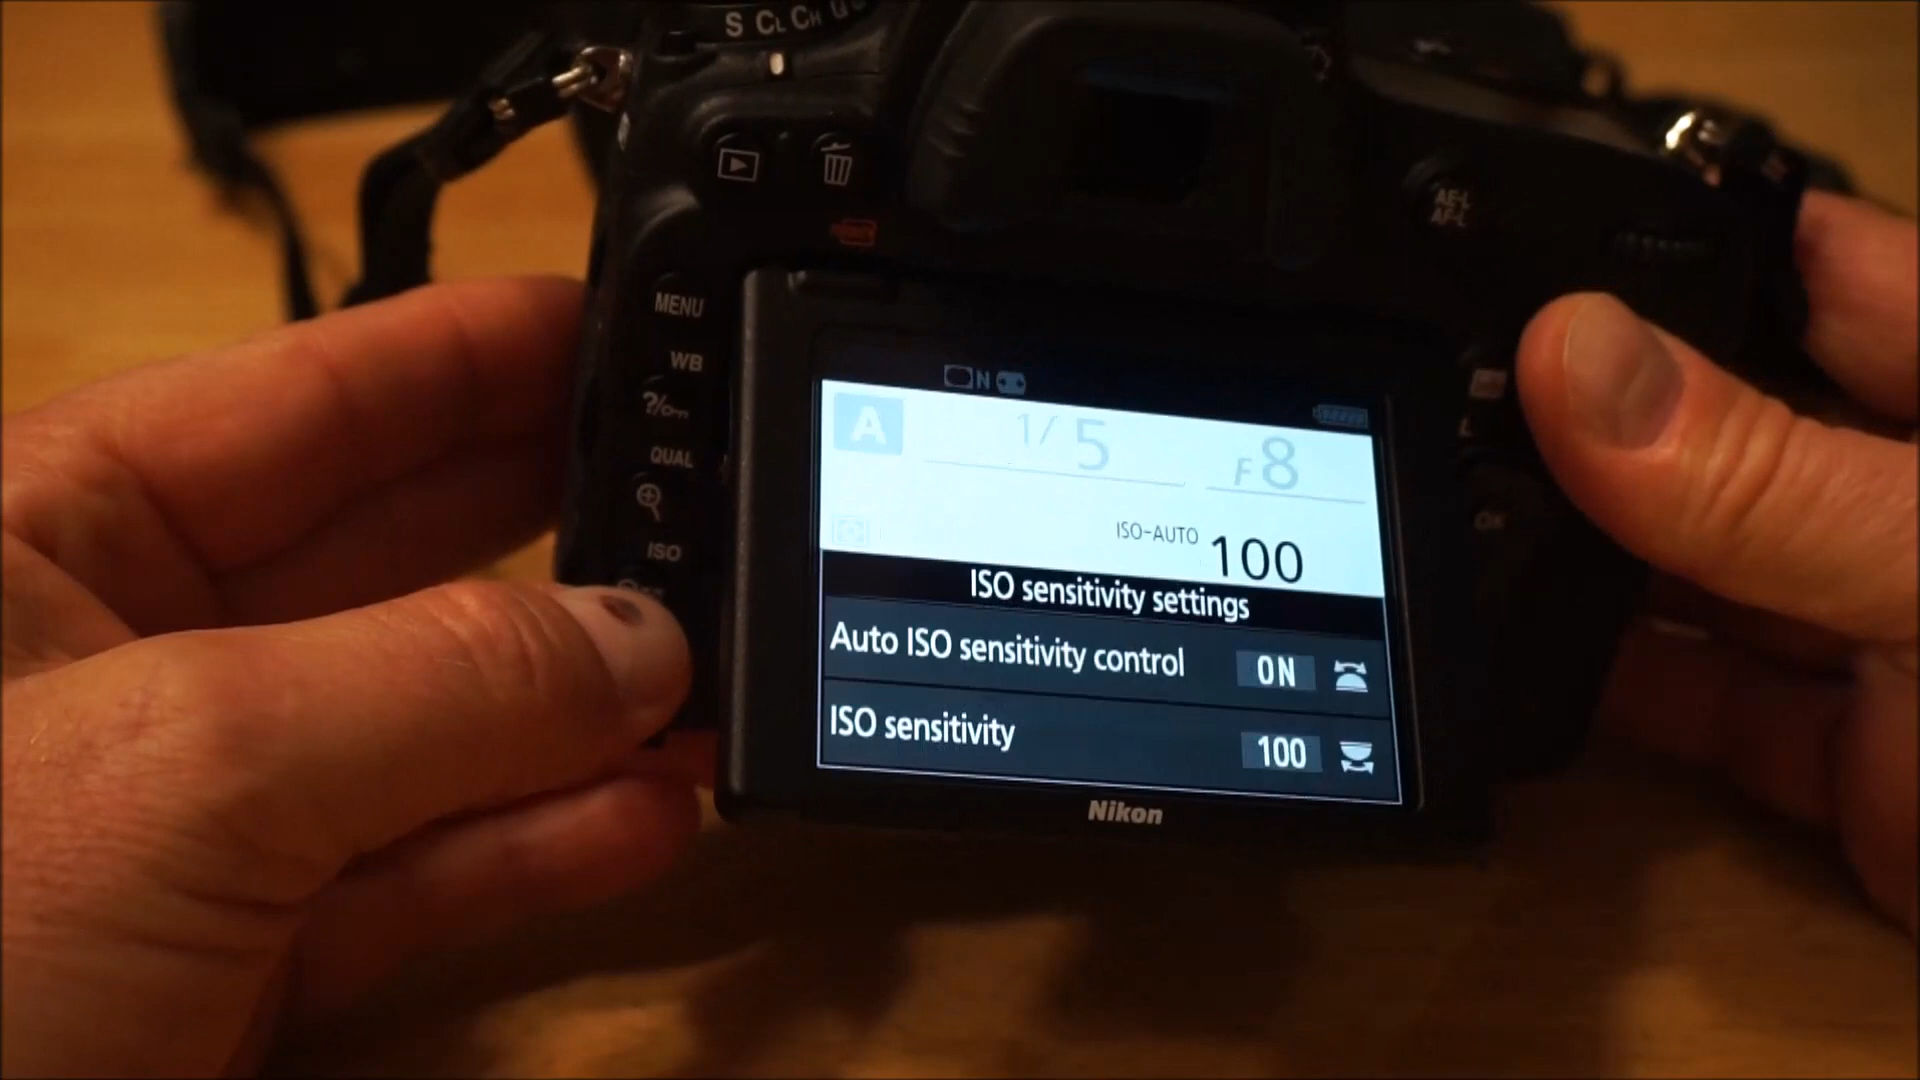 S CL CH Q
MENU
WB
?/
QUAL
ISO
AE-L
AF-L
L
OK
N
A 1/5 F8
ISO-AUTO 100
ISO sensitivity settings
Auto ISO sensitivity control ON
ISO sensitivity 100
Nikon